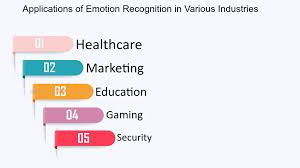 Applications of Emotion Recognition in Various Industries
01 Healthcare
02 Marketing
03 Education
04 Gaming
05 Security